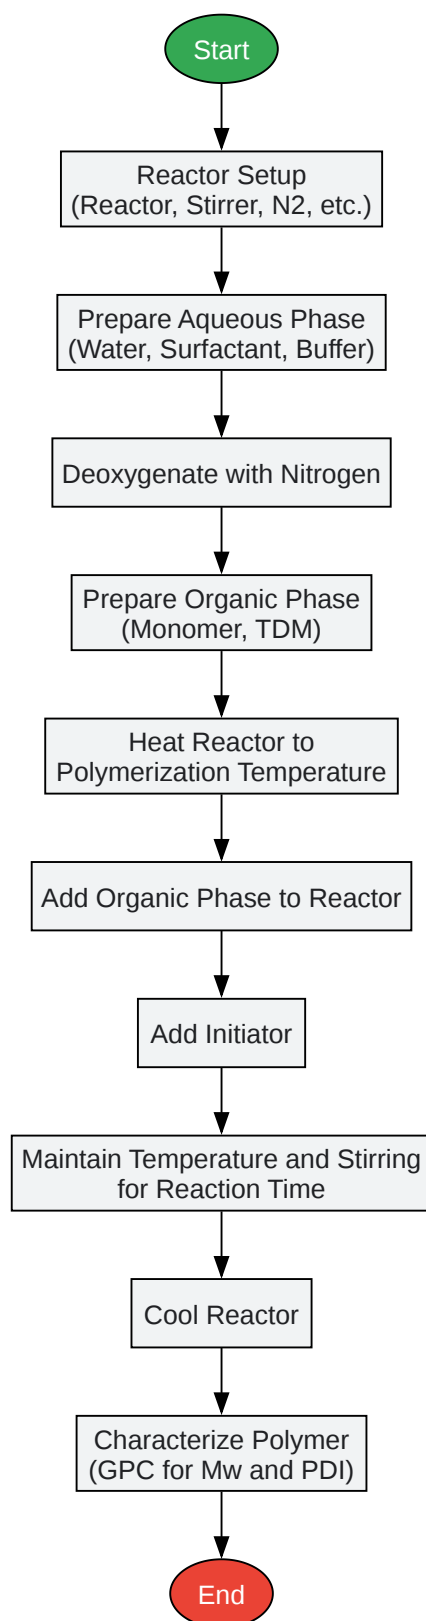 Start
Reactor Setup
(Reactor, Stirrer, N2, etc.)
Prepare Aqueous Phase
(Water, Surfactant, Buffer)
Deoxygenate with Nitrogen
Prepare Organic Phase
(Monomer, TDM)
Heat Reactor to
Polymerization Temperature
Add Organic Phase to Reactor
Add Initiator
Maintain Temperature and Stirring
for Reaction Time
Cool Reactor
Characterize Polymer
(GPC for Mw and PDI)
End